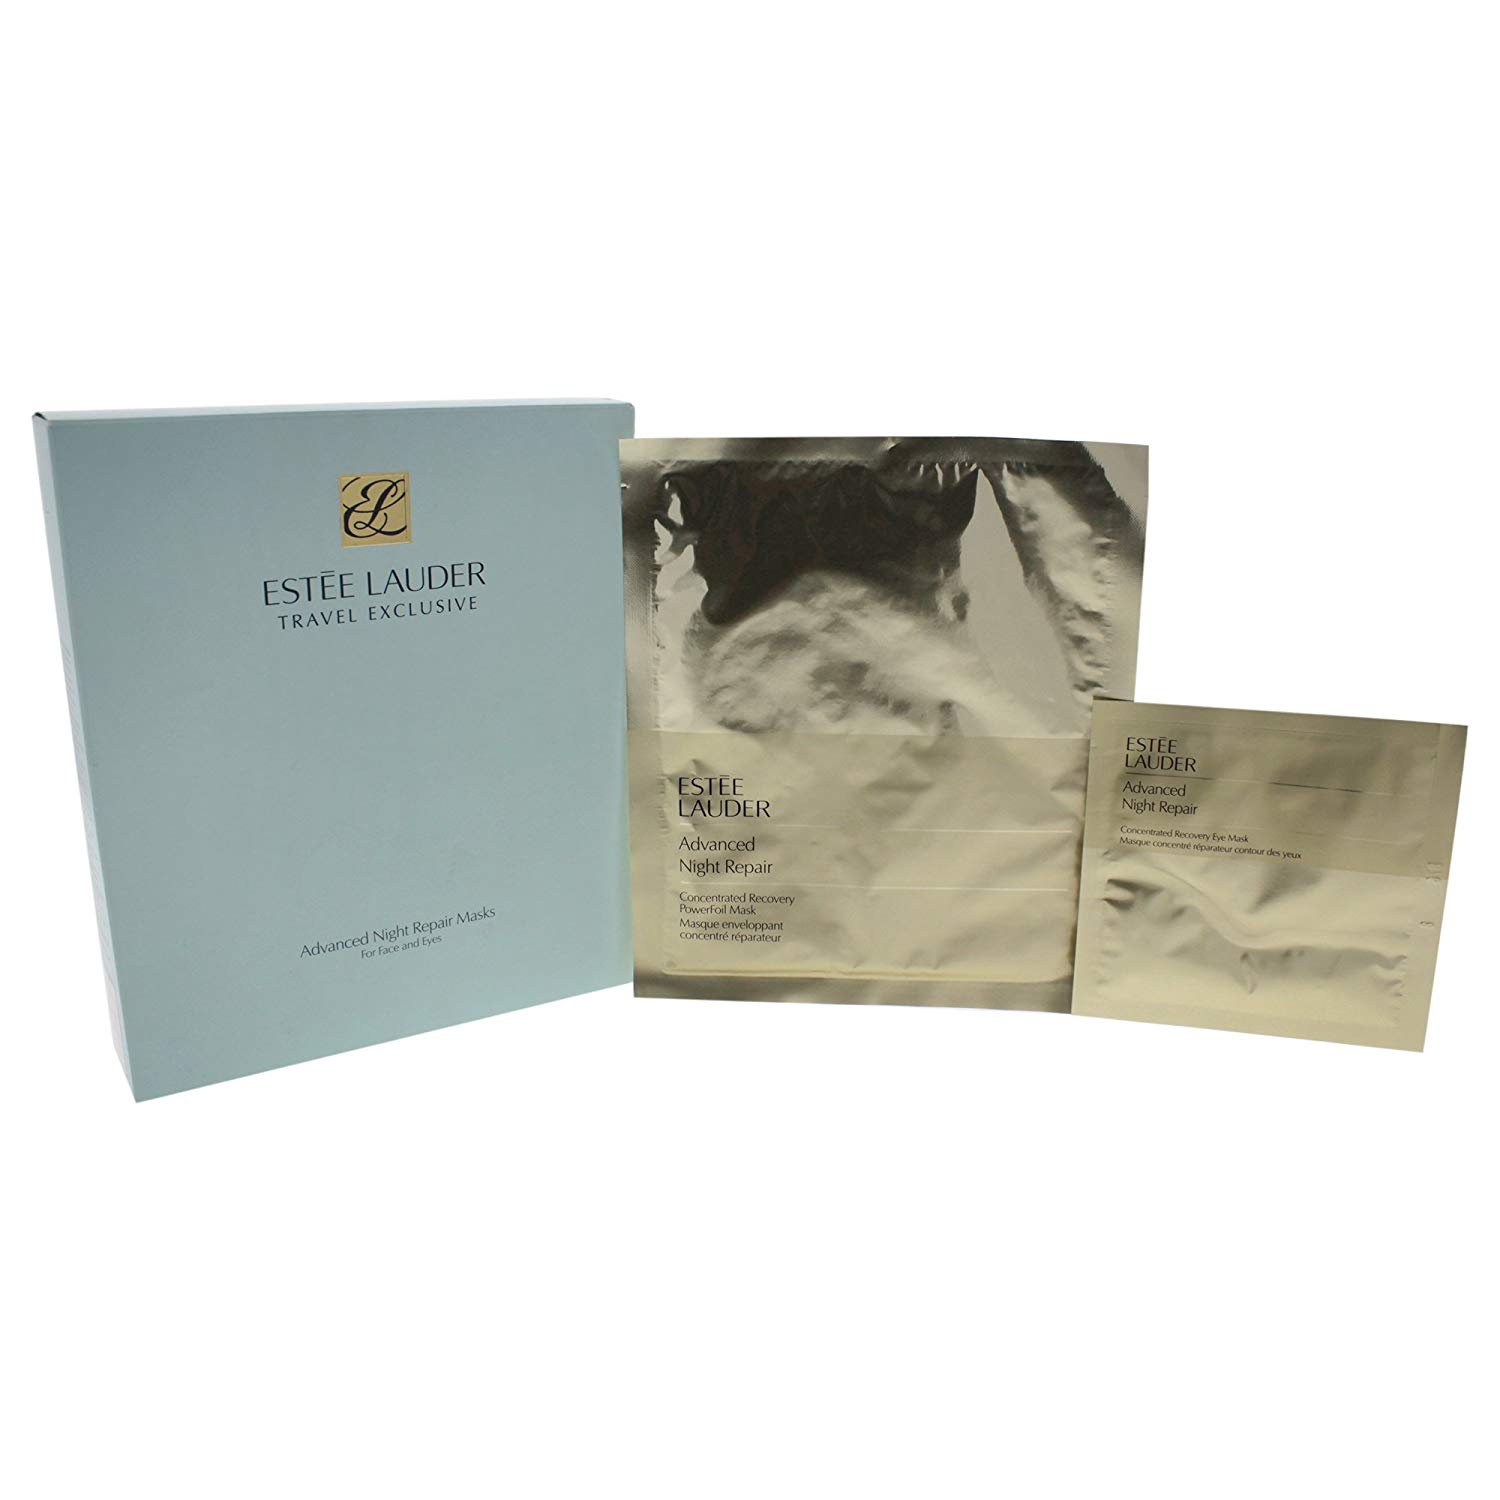 EL
ESTĒE LAUDER
TRAVEL EXCLUSIVE
Advanced Night Repair Masks
For Face and Eyes
ESTĒE
LAUDER
Advanced
Night Repair
Concentrated Recovery
PowerFoil Mask
Masque enveloppant
concentré réparateur
ESTĒE
LAUDER
Advanced
Night Repair
Concentrated Recovery Eye Mask
Masque concentré réparateur contour des yeux